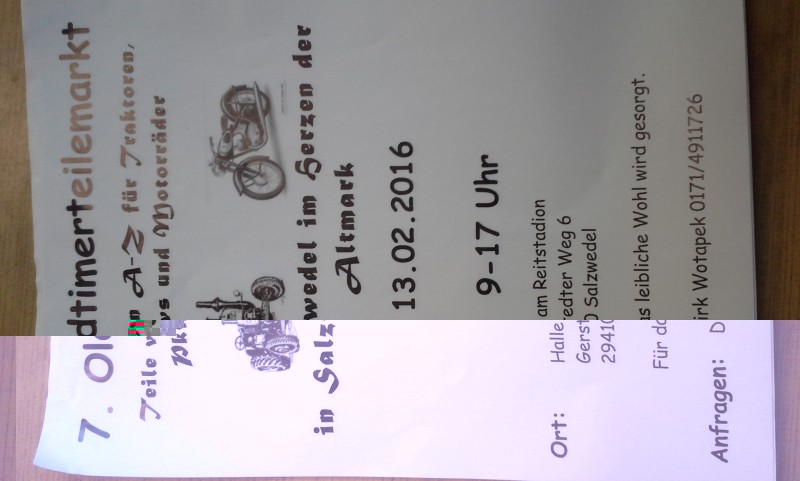 7. Oldtimerteilemarkt
Teile von A-Z für Traktoren,
Pkws und Motorräder
in Salzwedel im Herzen der
Altmark
13.02.2016
9-17 Uhr
Ort: Halle am Reitstadion
Gerstedter Weg 6
29410 Salzwedel
Für das leibliche Wohl wird gesorgt.
Anfragen: Dirk Wotapek 0171/4911726